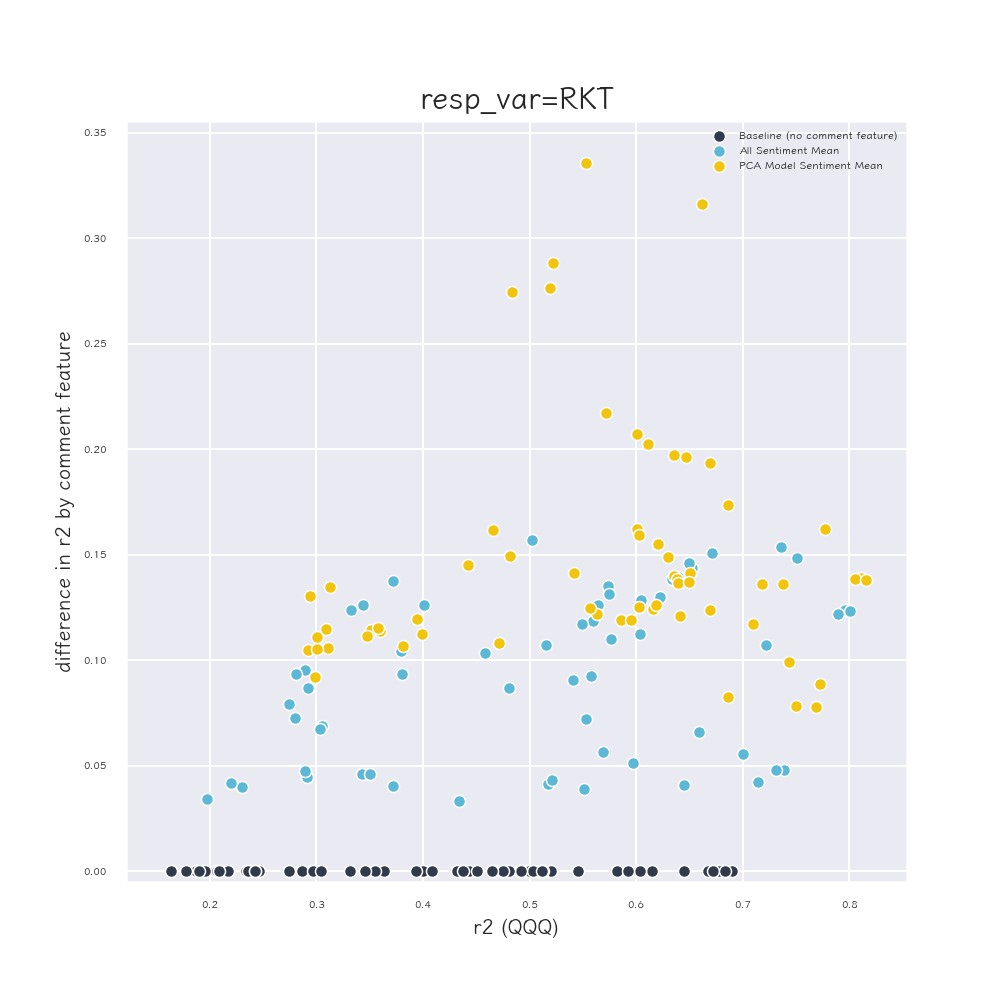 resp_var=RKT
0.35
Baseline (no comment feature)
All Sentiment Mean
PCA Model Sentiment Mean
0.30
0.25
0.20
0.15
0.10
0.05
0.00
difference in r2 by comment feature
0.2 0.3 0.4 0.5 0.6 0.7 0.8
r2 (QQQ)